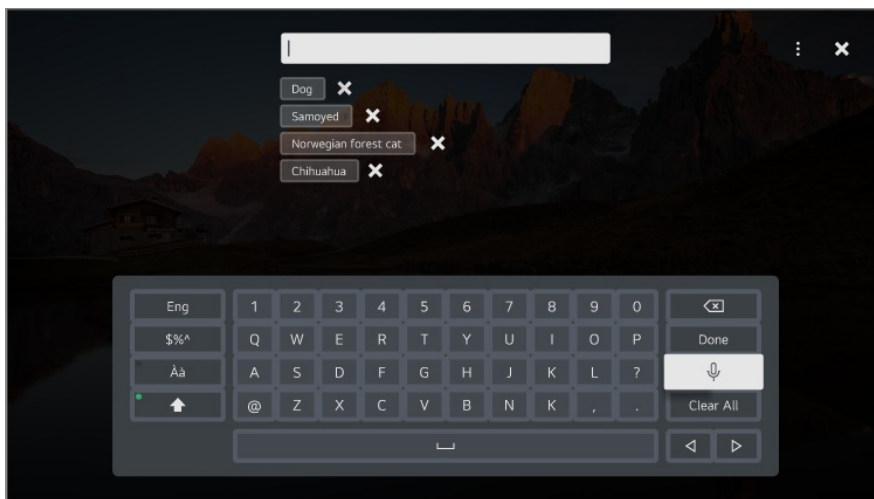 Dog
Samoyed
Norwegian forest cat
Chihuahua
Eng 1 2 3 4 5 6 7 8 9 0
$%^ Q W E R T Y U I O P Done
Àà A S D F G H J K L ?
@ Z X C V B N K , . Clear All